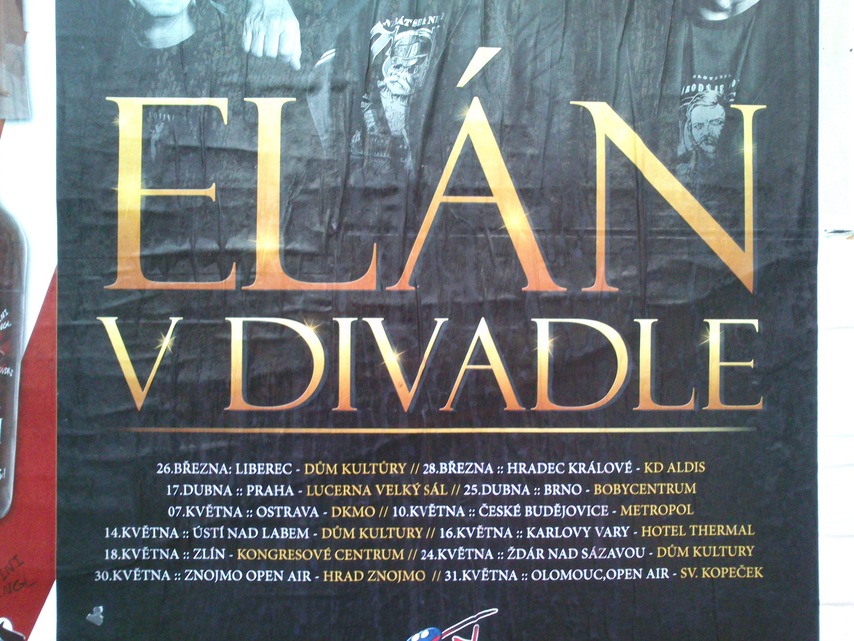 ELÁN
V DIVADLE
26.BŘEZNA: LIBEREC - DŮM KULTÚRY // 28.BŘEZNA :: HRADEC KRÁLOVÉ - KD ALDIS
17.DUBNA :: PRAHA - LUCERNA VELKÝ SÁL // 25.DUBNA :: BRNO - BOBYCENTRUM
07.KVĚTNA :: OSTRAVA - DKMO // 10.KVĚTNA :: ČESKÉ BUDĚJOVICE - METROPOL
14.KVĚTNA :: ÚSTÍ NAD LABEM - DŮM KULTURY // 16.KVĚTNA :: KARLOVY VARY - HOTEL THERMAL
18.KVĚTNA :: ZLÍN - KONGRESOVÉ CENTRUM // 24.KVĚTNA :: ŽDÁR NAD SÁZAVOU - DŮM KULTURY
30.KVĚTNA :: ZNOJMO OPEN AIR - HRAD ZNOJMO // 31.KVĚTNA :: OLOMOUC,OPEN AIR - SV. KOPEČEK